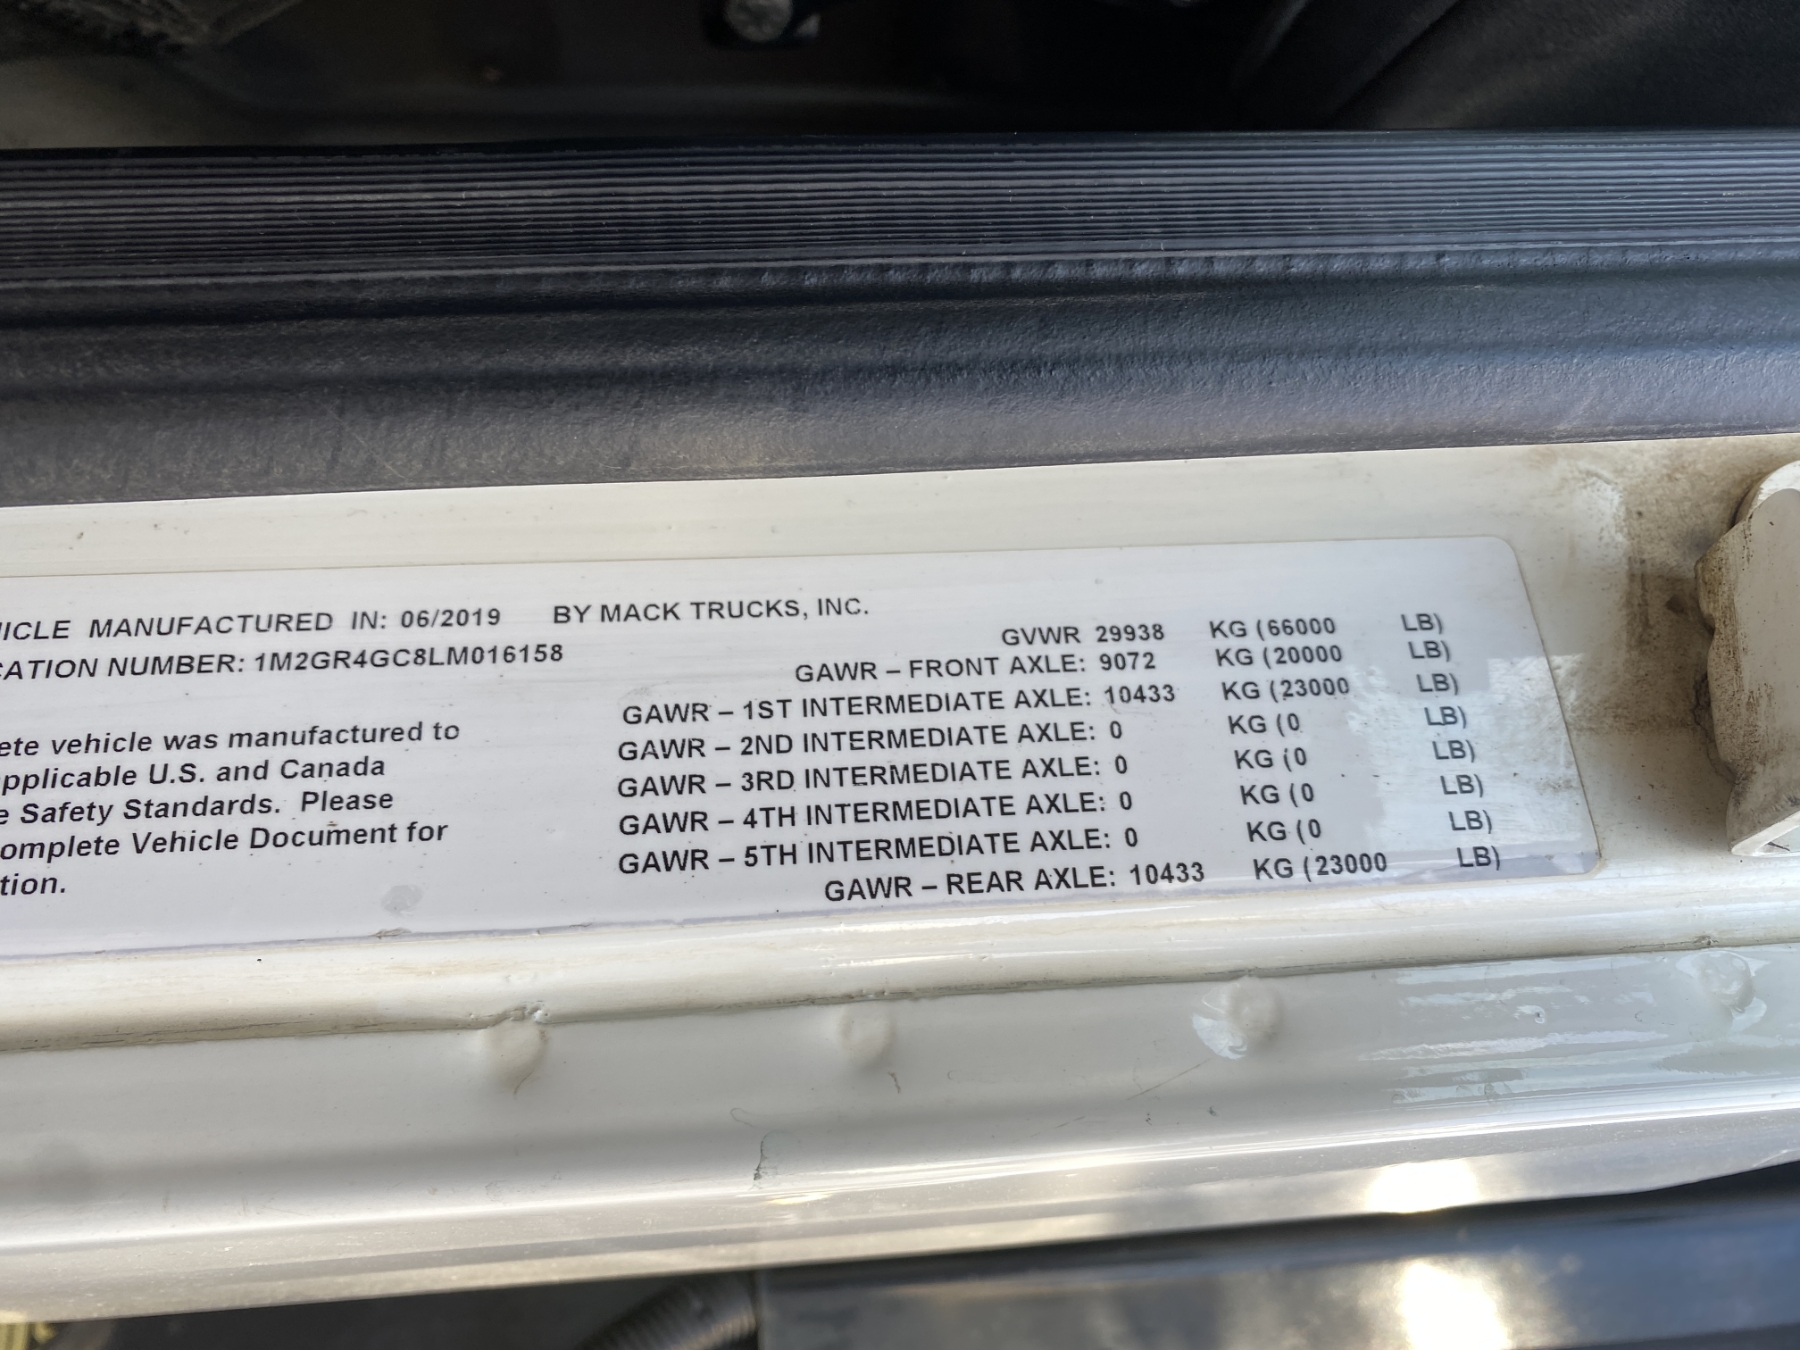 ICLE MANUFACTURED IN: 06/2019 BY MACK TRUCKS, INC.
CATION NUMBER: 1M2GR4GC8LM016158
ete vehicle was manufactured to
applicable U.S. and Canada
e Safety Standards. Please
omplete Vehicle Document for
tion.
GVWR 29938 KG (66000 LB)
GAWR – FRONT AXLE: 9072 KG (20000 LB)
GAWR – 1ST INTERMEDIATE AXLE: 10433 KG (23000 LB)
GAWR – 2ND INTERMEDIATE AXLE: 0 KG (0 LB)
GAWR – 3RD INTERMEDIATE AXLE: 0 KG (0 LB)
GAWR – 4TH INTERMEDIATE AXLE: 0 KG (0 LB)
GAWR – 5TH INTERMEDIATE AXLE: 0 KG (0 LB)
GAWR – REAR AXLE: 10433 KG (23000 LB)